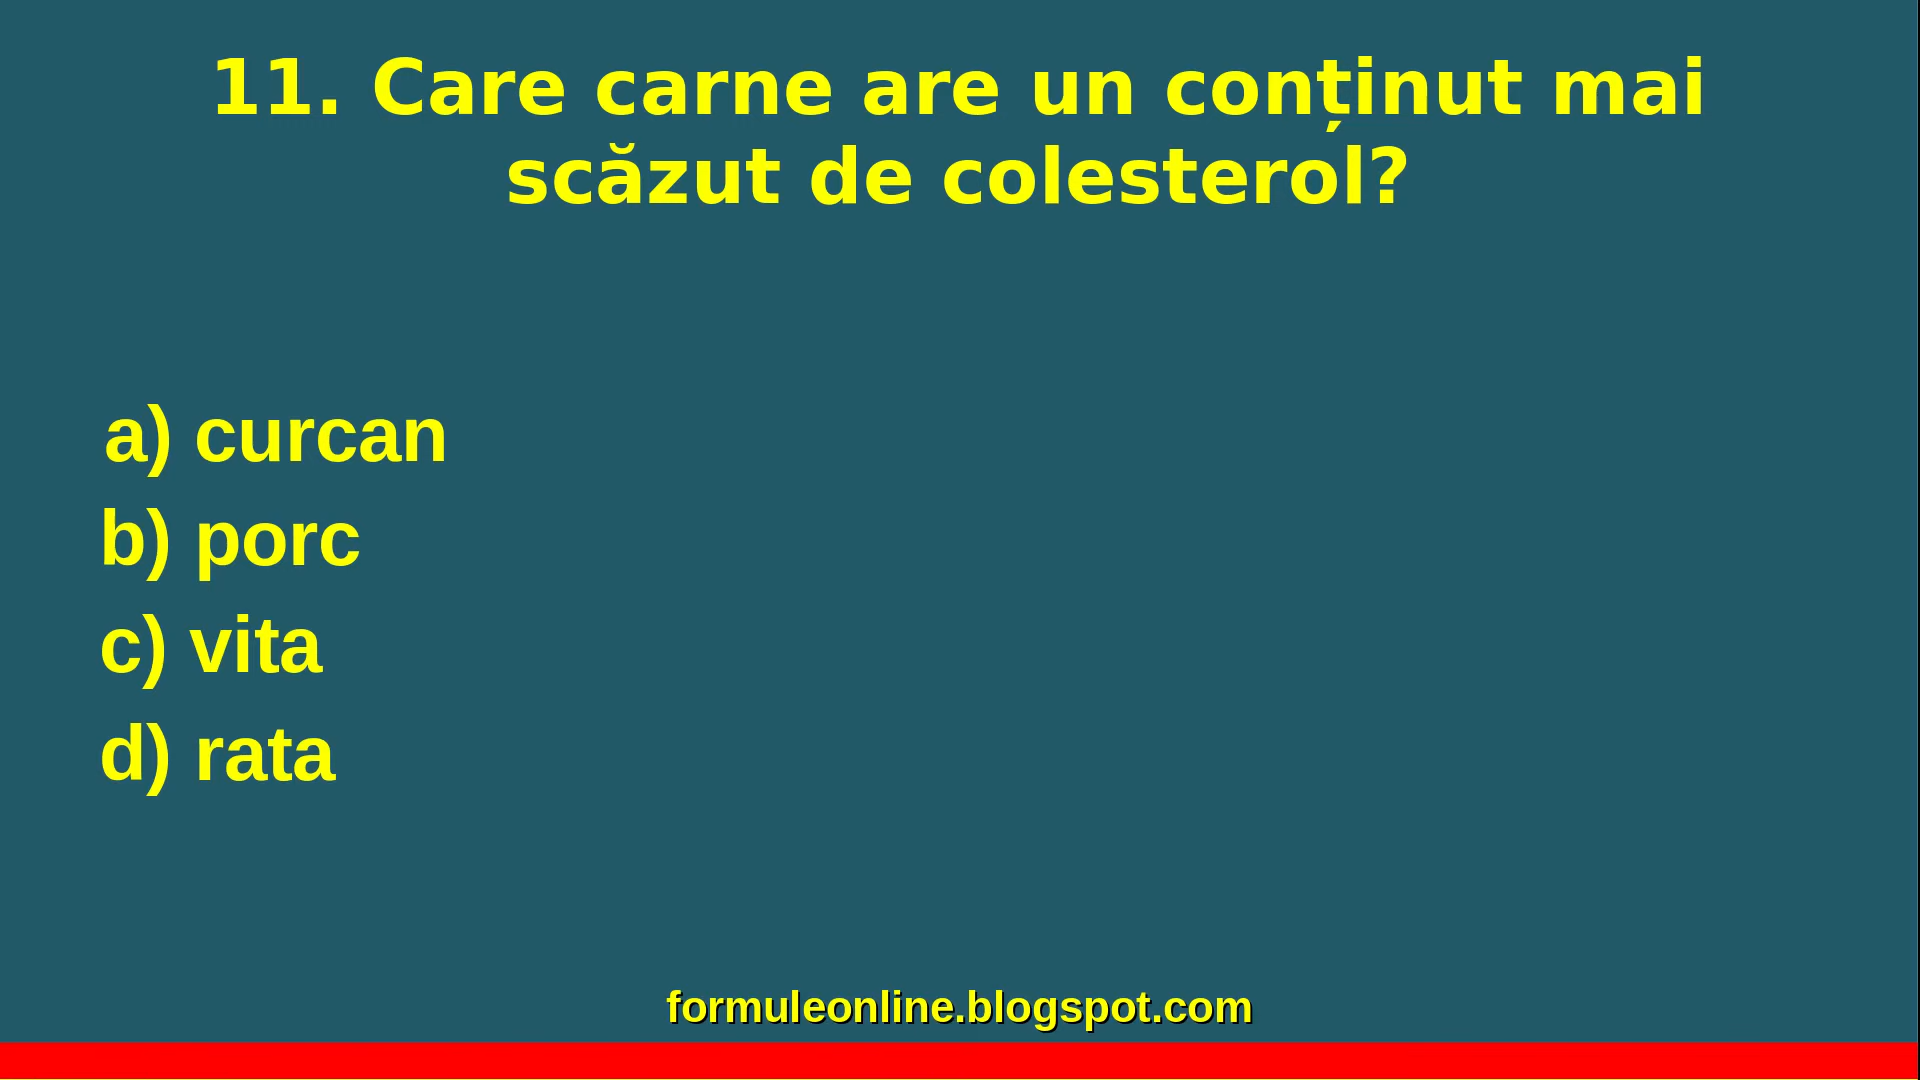 11. Care carne are un conținut mai
scăzut de colesterol?
a) curcan
b) porc
c) vita
d) rata
formuleonline.blogspot.com